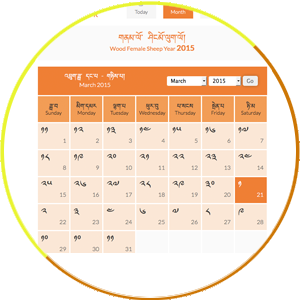 Today Month
གནམ་ལོ་ ཤིང་མོ་ལུག་ལོ།
Wood Female Sheep Year 2015
March 2015
March 2015 Go
Sunday Monday Tuesday Wednesday Thursday Friday Saturday
༡༡ ༡༢ ༡༣ ༡༤ ༡༥ ༡༦ ༡༧
1 2 3 4 5 6 7
༡༨ ༡༩ ༢༠ ༢༡ ༢༢ ༢༣ ༢༤
8 9 10 11 12 13 14
༢༥ ༢༦ ༢༧ ༢༨ ༢༩ ༣༠ ༡
15 16 17 18 19 20 21
༢ ༣ ༤ ༦ ༧ ༨ ༩
22 23 24 25 26 27 28
༡༠ ༡༠ ༡༡
29 30 31